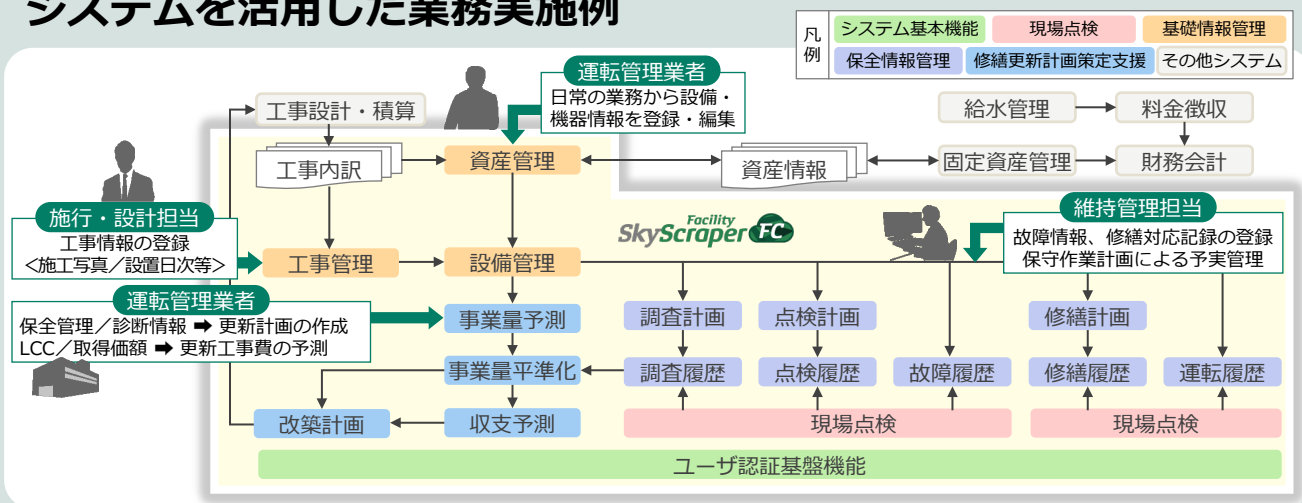 システムを活用した業務実施例
凡例
システム基本機能
現場点検
基礎情報管理
保全情報管理
修繕更新計画策定支援
その他システム
運転管理業者
日常の業務から設備・
機器情報を登録・編集
工事設計・積算
給水管理
料金徴収
工事内訳
資産管理
資産情報
固定資産管理
財務会計
施行・設計担当
工事情報の登録
<施工写真/設置日次等>
Facility
SkyScraper FC
維持管理担当
故障情報、修繕対応記録の登録
保守作業計画による予実管理
工事管理
設備管理
運転管理業者
保全管理/診断情報 ➡ 更新計画の作成
LCC/取得価額 ➡ 更新工事費の予測
事業量予測
調査計画
点検計画
修繕計画
事業量平準化
調査履歴
点検履歴
故障履歴
修繕履歴
運転履歴
改築計画
収支予測
現場点検
現場点検
ユーザ認証基盤機能